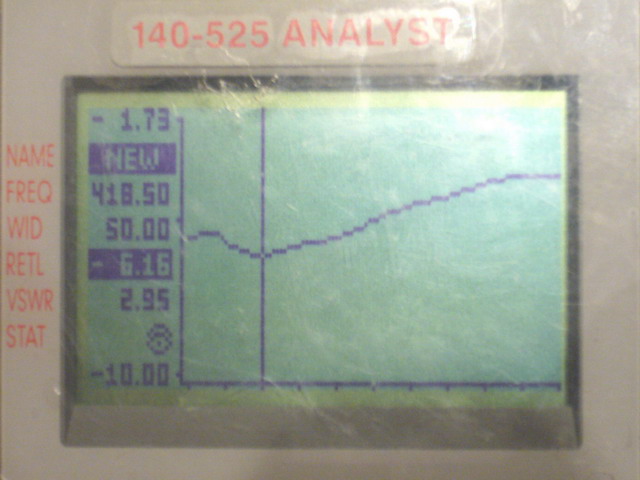 140-525 ANALYST
- 1.73
NAME NEW
FREQ 418.50
WID 50.00
RETL - 6.16
VSWR 2.95
STAT
-10.00